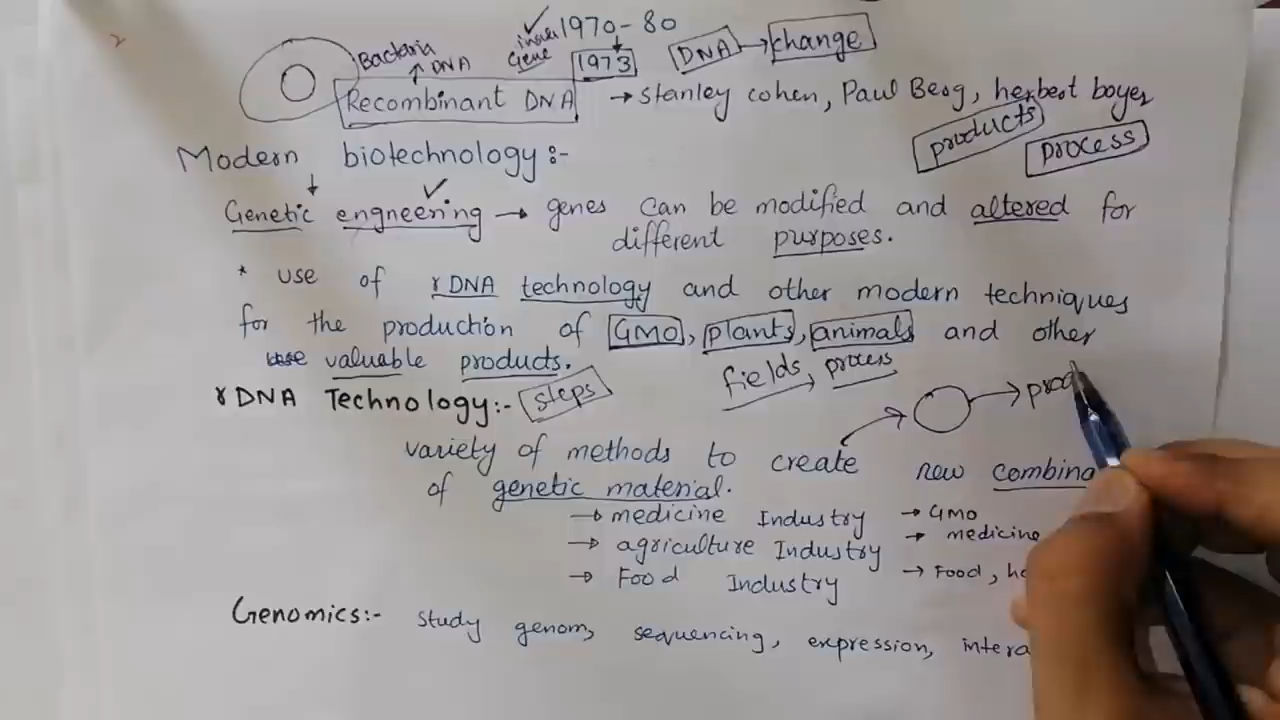 1970-80
Bacteria
DNA
Gene
1973
DNA → change
Recombinant DNA → Stanley cohen, Paul Berg, herbert boyer
products
process
Modern biotechnology:-
Genetic engneering → genes can be modified and altered for
different purposes.
* use of rDNA technology and other modern techniques
for the production of GMO, plants, animals and other
valuable products.
fields, process
rDNA Technology:- steps
→ prod
variety of methods to create new combina
of genetic material.
→ medicine Industry → GMO
→ agriculture Industry → medicine
→ Food Industry → Food,
Genomics:- study genom, sequencing, expression, intera